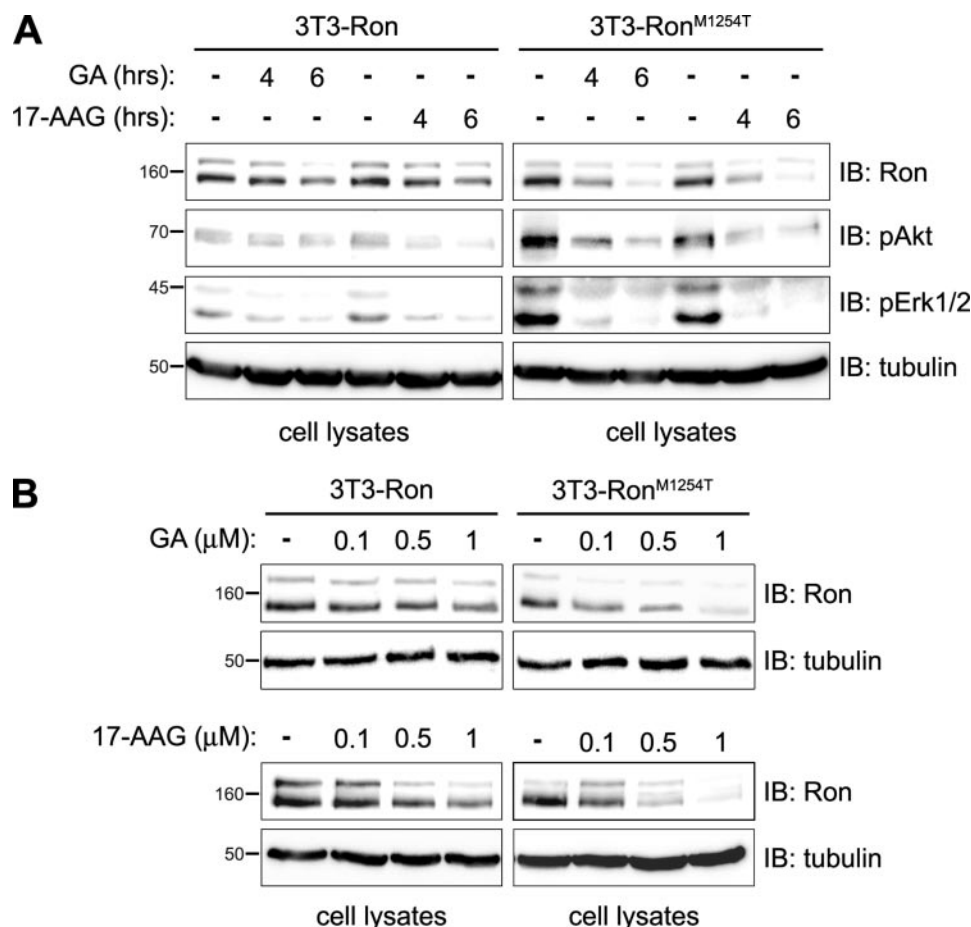 A
3T3-Ron 3T3-Ron^M1254T
GA (hrs): - 4 6 - - - - 4 6 - - -
17-AAG (hrs): - - - - 4 6 - - - - 4 6
160 IB: Ron
70 IB: pAkt
45 IB: pErk1/2
50 IB: tubulin
cell lysates cell lysates
B
3T3-Ron 3T3-Ron^M1254T
GA (μM): - 0.1 0.5 1 - 0.1 0.5 1
160 IB: Ron
50 IB: tubulin
17-AAG (μM): - 0.1 0.5 1 - 0.1 0.5 1
160 IB: Ron
50 IB: tubulin
cell lysates cell lysates